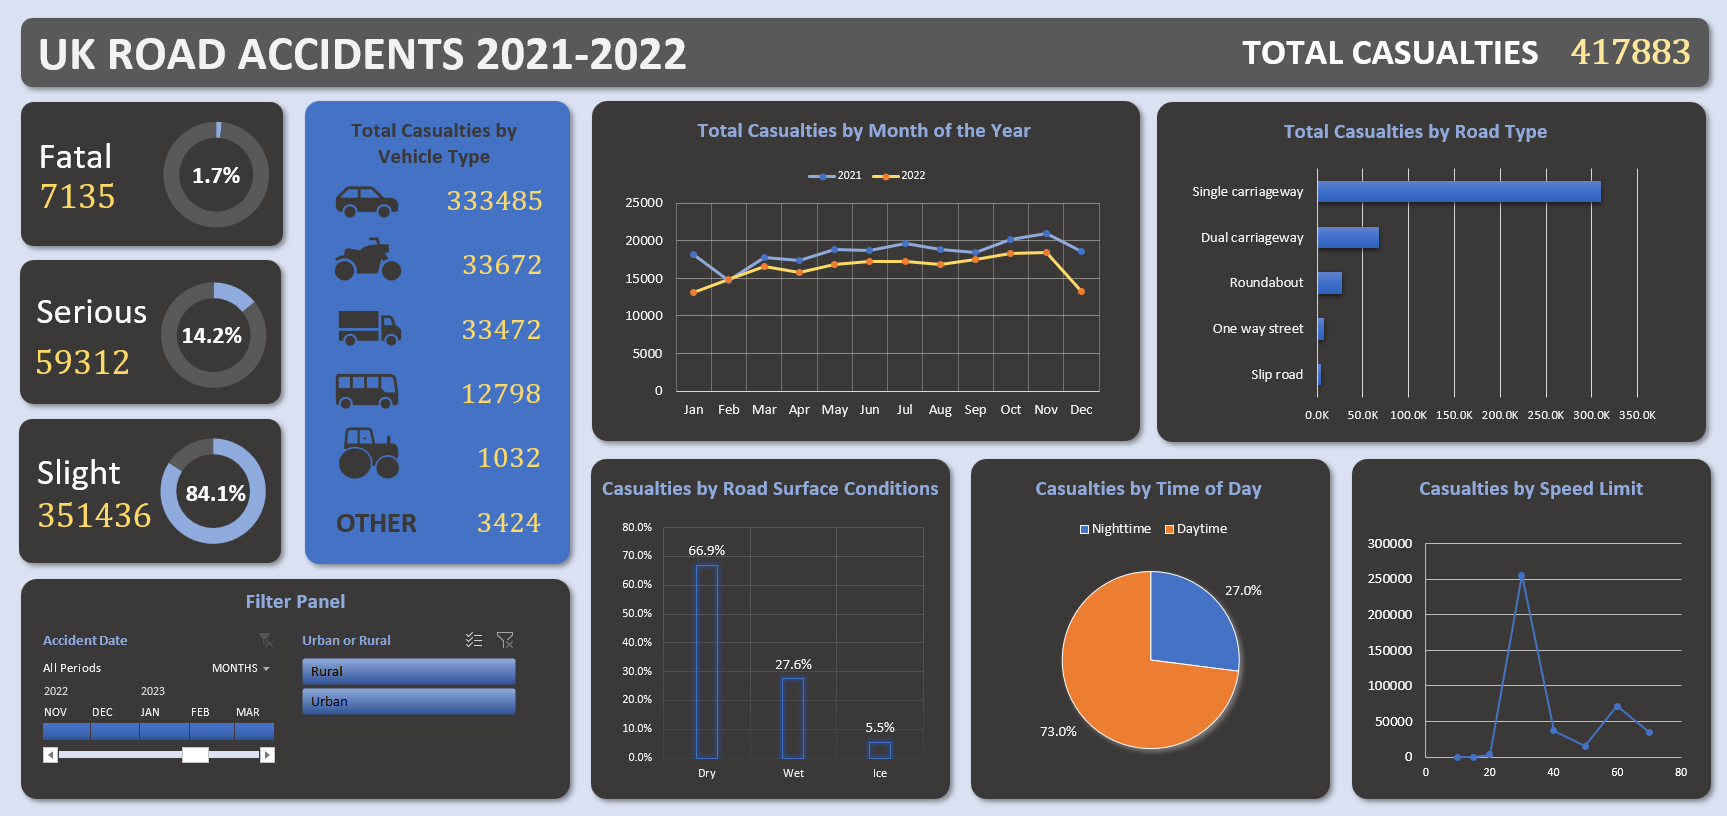 UK ROAD ACCIDENTS 2021-2022
TOTAL CASUALTIES 417883
Fatal
7135
1.7%
Serious
59312
14.2%
Slight
351436
84.1%
Total Casualties by
Vehicle Type
333485
33672
33472
12798
1032
OTHER 3424
Total Casualties by Month of the Year
2021 2022
25000
20000
15000
10000
5000
0
Jan Feb Mar Apr May Jun Jul Aug Sep Oct Nov Dec
Total Casualties by Road Type
Single carriageway
Dual carriageway
Roundabout
One way street
Slip road
0.0K 50.0K 100.0K 150.0K 200.0K 250.0K 300.0K 350.0K
Filter Panel
Accident Date
All Periods MONTHS
2022 2023
NOV DEC JAN FEB MAR
Urban or Rural
Rural
Urban
Casualties by Road Surface Conditions
80.0%
70.0%
60.0%
50.0%
40.0%
30.0%
20.0%
10.0%
0.0%
66.9%
27.6%
5.5%
Dry Wet Ice
Casualties by Time of Day
Nighttime Daytime
27.0%
73.0%
Casualties by Speed Limit
300000
250000
200000
150000
100000
50000
0
0 20 40 60 80